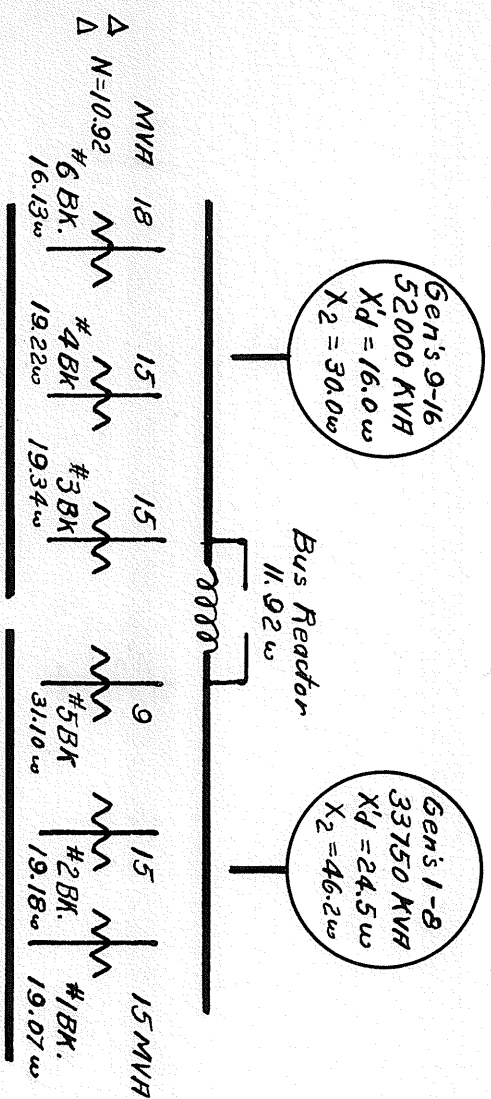 Gen's 9-16
52000 KVA
X'd = 16.0 ω
X2 = 30.0 ω
Gen's 1-8
33750 KVA
X'd = 24.5 ω
X2 = 46.2 ω
Bus Reactor
11.92 ω
MVA 18 15 15 9 15 15 MVA
Δ
Δ N=10.92
#6 BK.
16.13 ω
#4 BK
19.22 ω
#3 BK
19.34 ω
#5 BK
31.10 ω
#2 BK.
19.18 ω
#1 BK.
19.07 ω